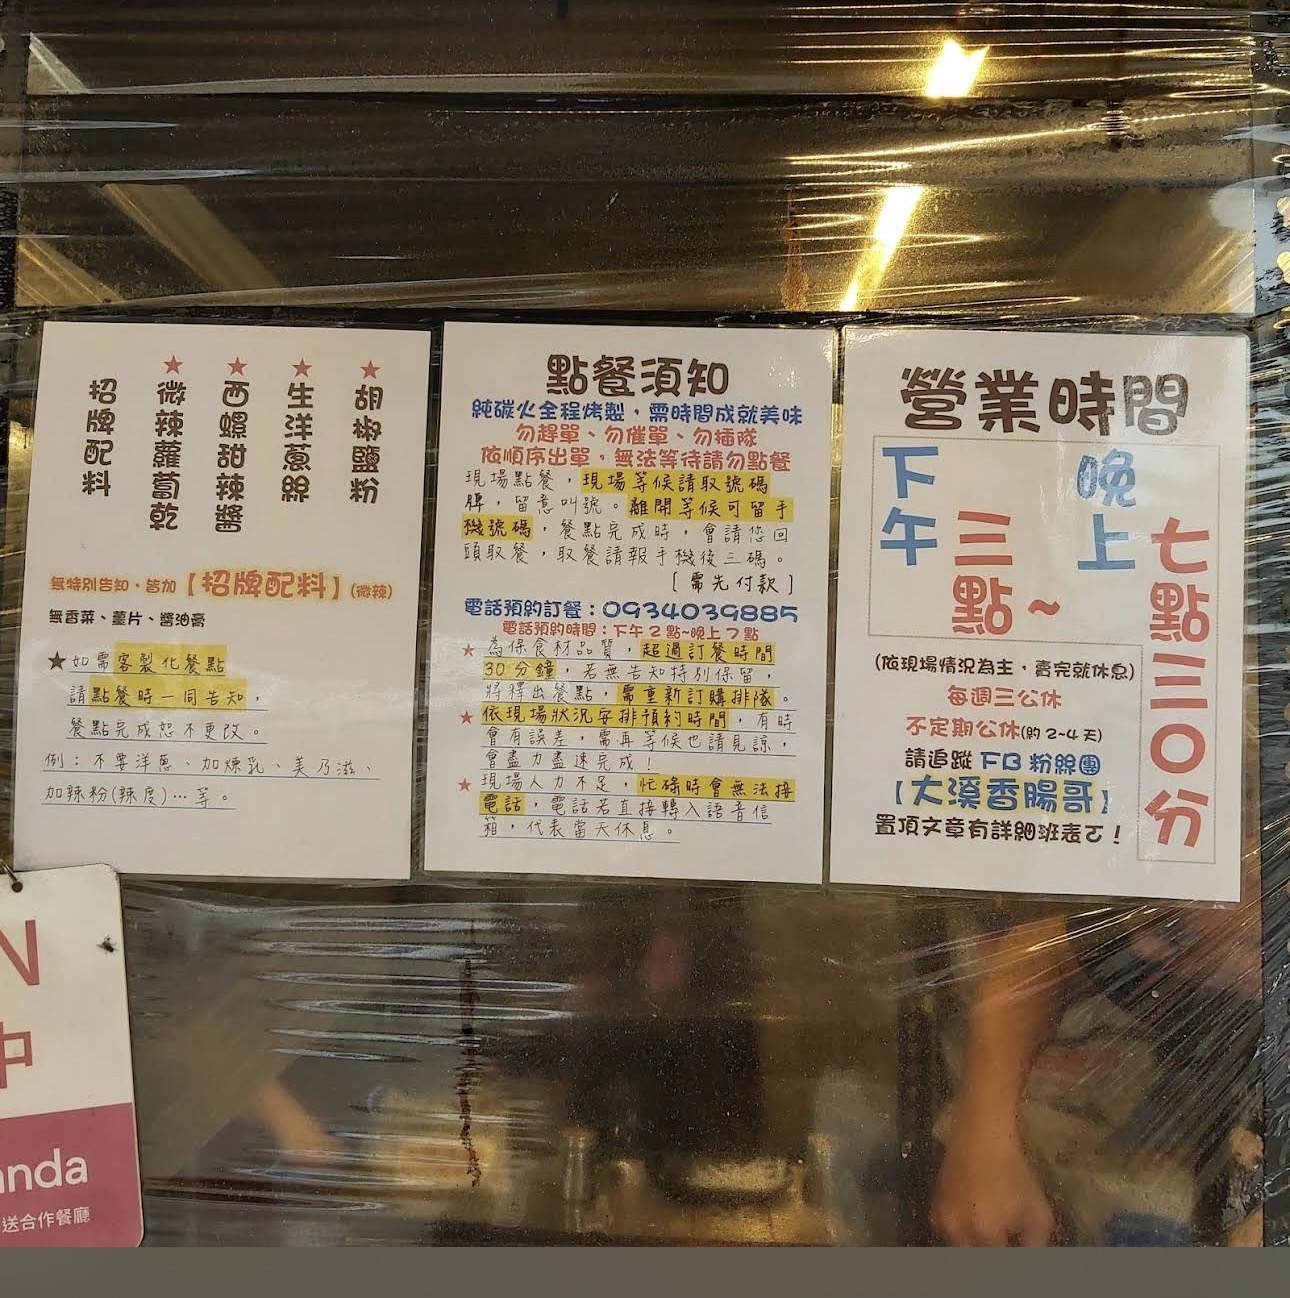 招牌配料
★微辣蘿蔔乾
★西螺甜辣醬
★生洋蔥絲
★胡椒鹽粉
無特別告知，皆加【招牌配料】(微辣)
無香菜、薑片、醬油膏
★如需客製化餐點
請點餐時一同告知，
餐點完成恕不更改。
例：不要洋蔥、加煉乳、美乃滋、
加辣粉(辣度)…等。
點餐須知
純碳火全程烤製，需時間成就美味
勿趕單、勿催單、勿插隊
依順序出單，無法等待請勿點餐
現場點餐，現場等候請取號碼
牌，留意叫號。離開等候可留手
機號碼，餐點完成時，會請您回
頭取餐，取餐請報手機後三碼。
[需先付款]
電話預約訂餐：0934039885
電話預約時間：下午2點~晚上7點
★為保食材品質，超過訂餐時間
30分鐘，若無告知特別保留，
將釋出餐點，需重新訂購排隊。
★依現場狀況安排預約時間，有時
會有誤差，需再等候也請見諒，
會盡力盡速完成！
★現場人力不足，忙碌時會無法接
電話，電話若直接轉入語音信
箱，代表當天休息。
營業時間
下午
三點~
晚上
七點三０分
(依現場情況為主，賣完就休息)
每週三公休
不定期公休(約2~4天)
請追蹤 FB 粉絲團
【大溪香腸哥】
置頂文章有詳細班表ㄛ！
N
中
anda
送合作餐廳